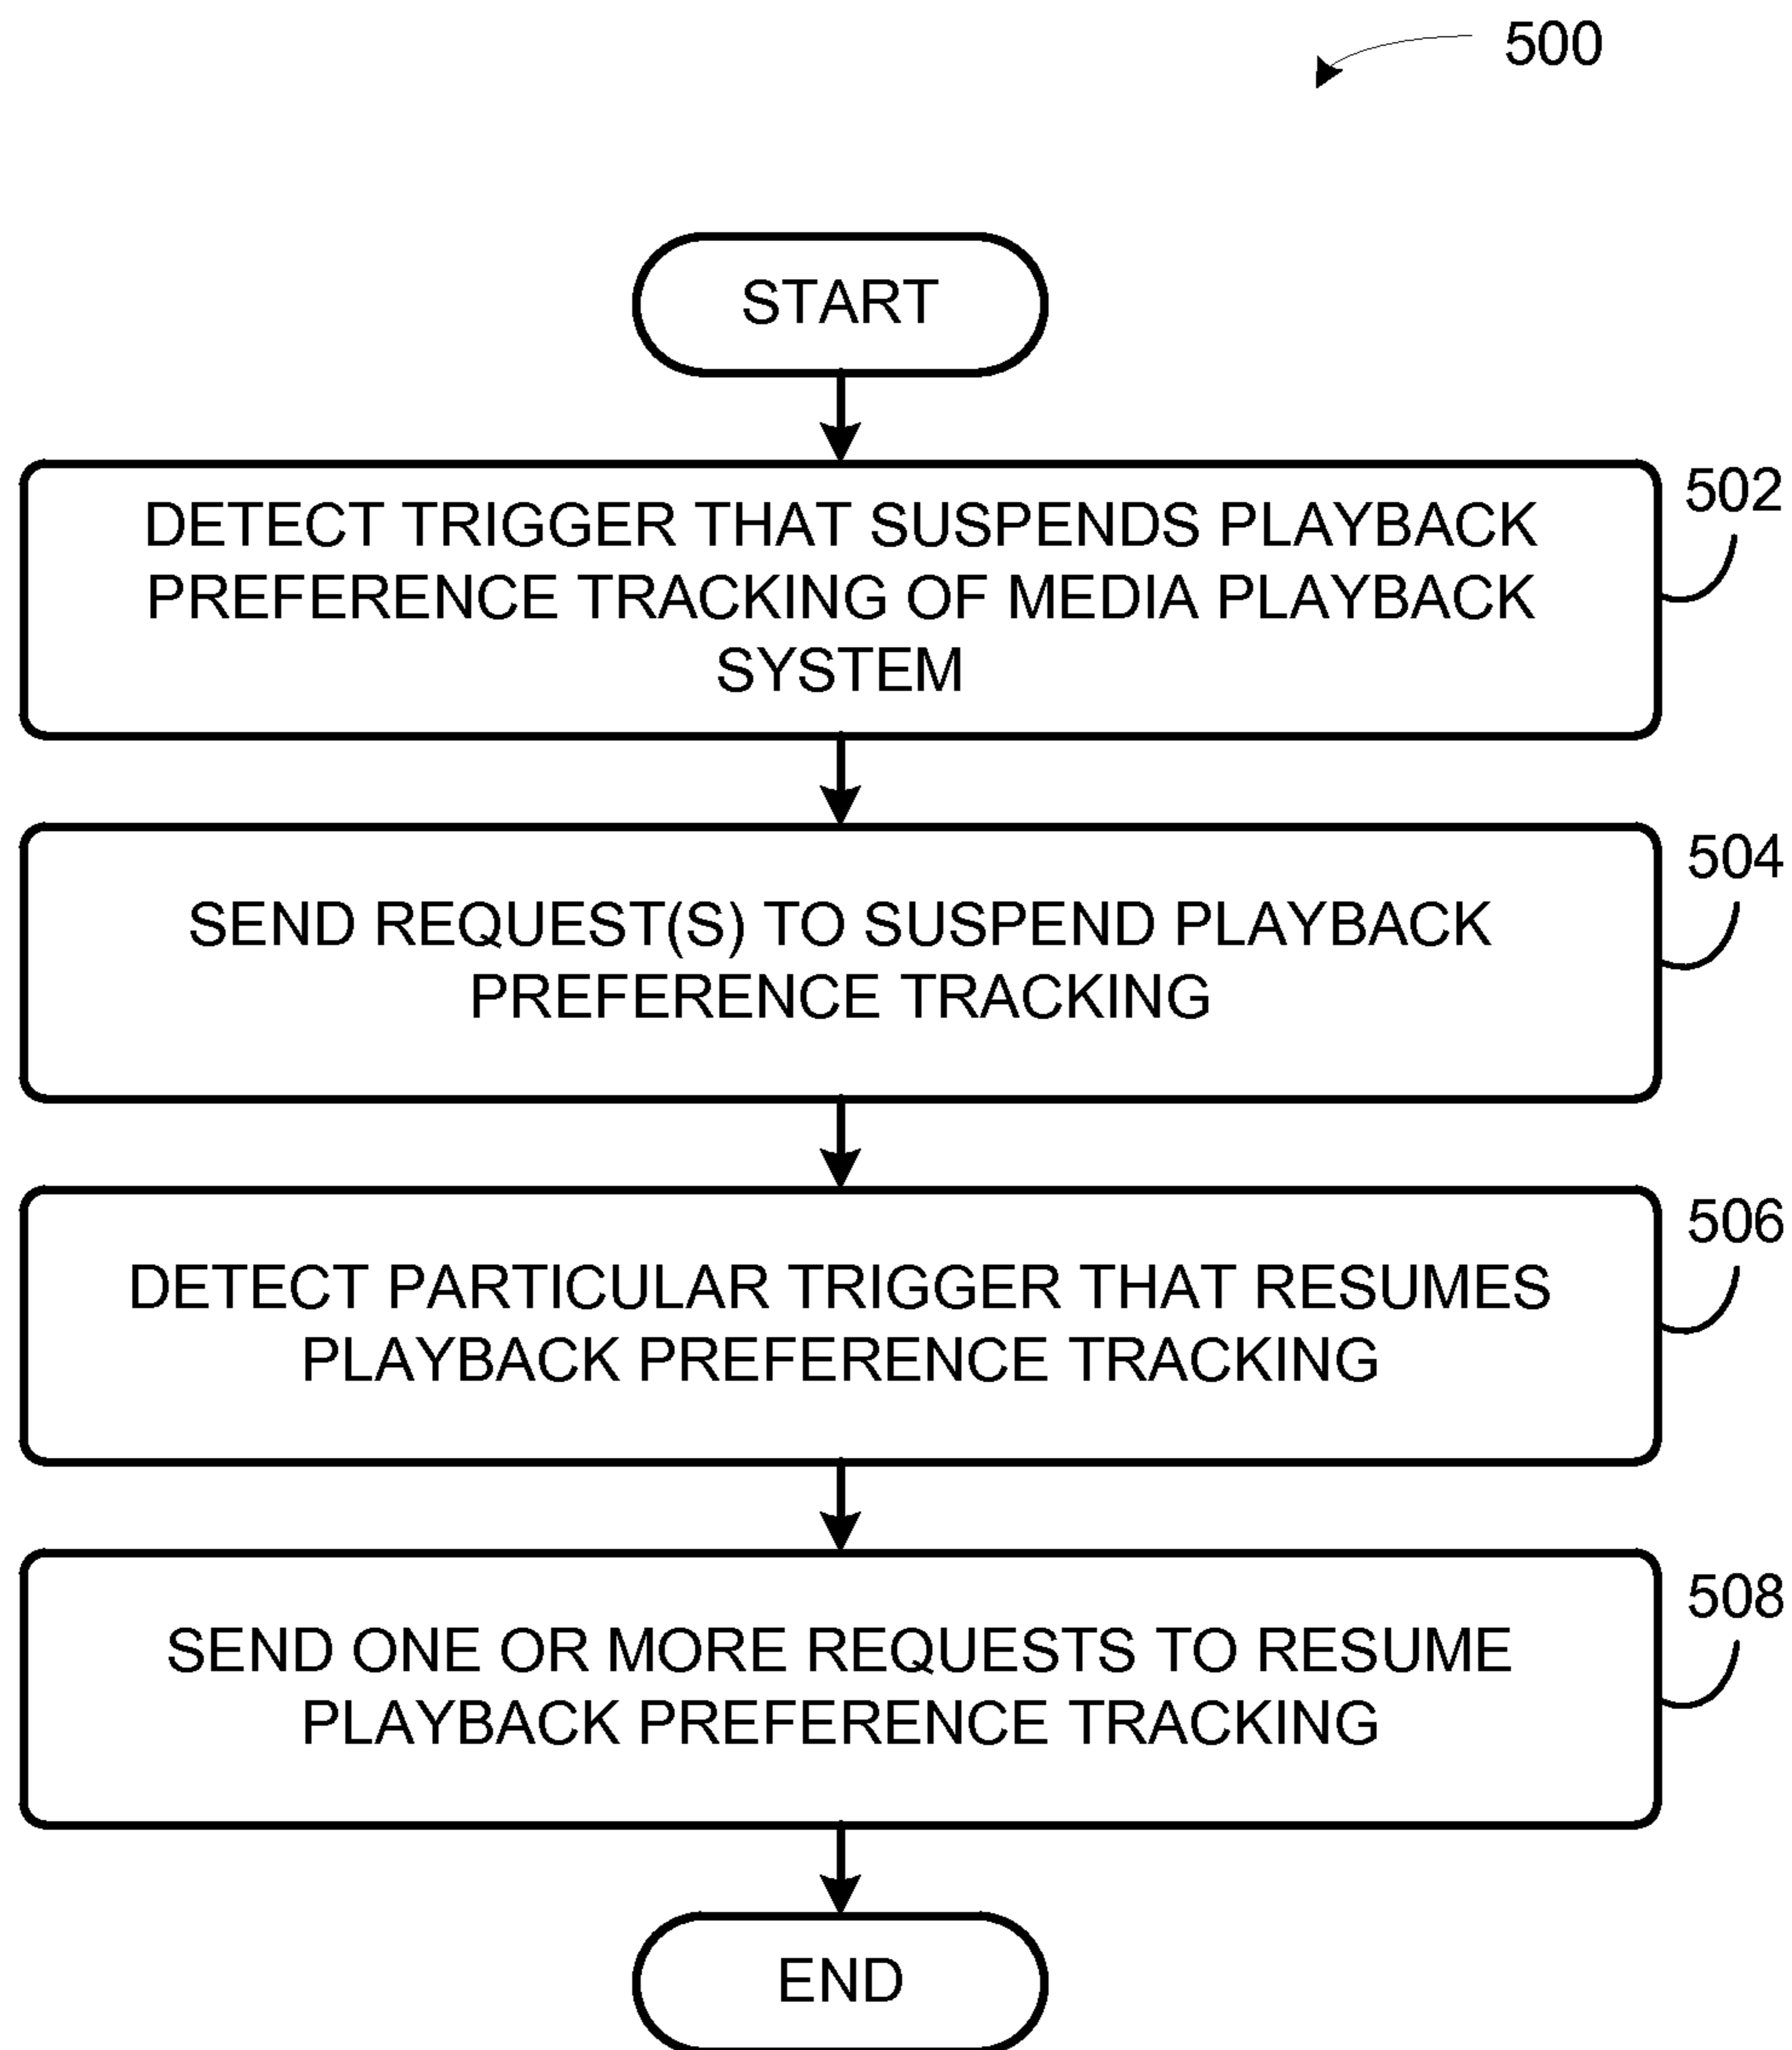 500
START
502
DETECT TRIGGER THAT SUSPENDS PLAYBACK
PREFERENCE TRACKING OF MEDIA PLAYBACK
SYSTEM
504
SEND REQUEST(S) TO SUSPEND PLAYBACK
PREFERENCE TRACKING
506
DETECT PARTICULAR TRIGGER THAT RESUMES
PLAYBACK PREFERENCE TRACKING
508
SEND ONE OR MORE REQUESTS TO RESUME
PLAYBACK PREFERENCE TRACKING
END